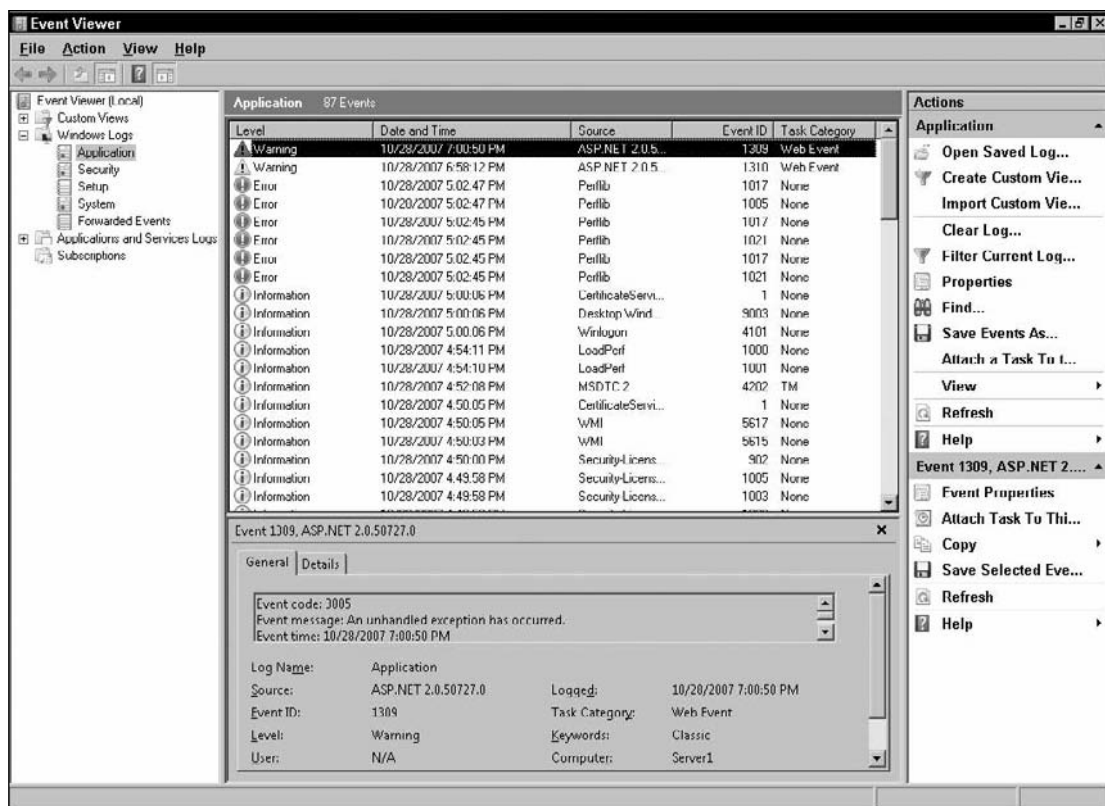 Event Viewer
File Action View Help
Event Viewer (Local)
Custom Views
Windows Logs
Application
Security
Setup
System
Forwarded Events
Applications and Services Logs
Subscriptions
Application 87 Events
Level Date and Time Source Event ID Task Category
Warning 10/28/2007 7:00:50 PM ASP.NET 2.0.5... 1309 Web Event
Warning 10/28/2007 6:58:12 PM ASP.NET 2.0.5... 1310 Web Event
Error 10/28/2007 5:02:47 PM Perflib 1017 None
Error 10/20/2007 5:02:47 PM Perflib 1005 None
Error 10/28/2007 5:02:45 PM Perflib 1017 None
Error 10/28/2007 5:02:45 PM Perflib 1021 None
Error 10/28/2007 5:02:45 PM Perflib 1017 None
Error 10/28/2007 5:02:45 PM Perflib 1021 None
Information 10/28/2007 5:00:06 PM CertificateServi... 1 None
Information 10/28/2007 5:00:06 PM Desktop Wind... 9003 None
Information 10/28/2007 5:00:06 PM Winlogon 4101 None
Information 10/28/2007 4:54:11 PM LoadPerf 1000 None
Information 10/28/2007 4:54:10 PM LoadPerf 1001 None
Information 10/28/2007 4:52:08 PM MSDTC 2 4202 TM
Information 10/28/2007 4:50:05 PM CertificateServi... 1 None
Information 10/28/2007 4:50:05 PM WMI 5617 None
Information 10/28/2007 4:50:03 PM WMI 5615 None
Information 10/28/2007 4:50:00 PM Security-Licens... 902 None
Information 10/28/2007 4:49:58 PM Security-Licens... 1005 None
Information 10/28/2007 4:49:58 PM Security-Licens... 1003 None
Event 1309, ASP.NET 2.0.50727.0
General Details
Event code: 3005
Event message: An unhandled exception has occurred.
Event time: 10/28/2007 7:00:50 PM
Log Name: Application
Source: ASP.NET 2.0.50727.0 Logged: 10/28/2007 7:00:50 PM
Event ID: 1309 Task Category: Web Event
Level: Warning Keywords: Classic
User: N/A Computer: Server1
Actions
Application
Open Saved Log...
Create Custom Vie...
Import Custom Vie...
Clear Log...
Filter Current Log...
Properties
Find...
Save Events As...
Attach a Task To t...
View
Refresh
Help
Event 1309, ASP.NET 2....
Event Properties
Attach Task To Thi...
Copy
Save Selected Eve...
Refresh
Help